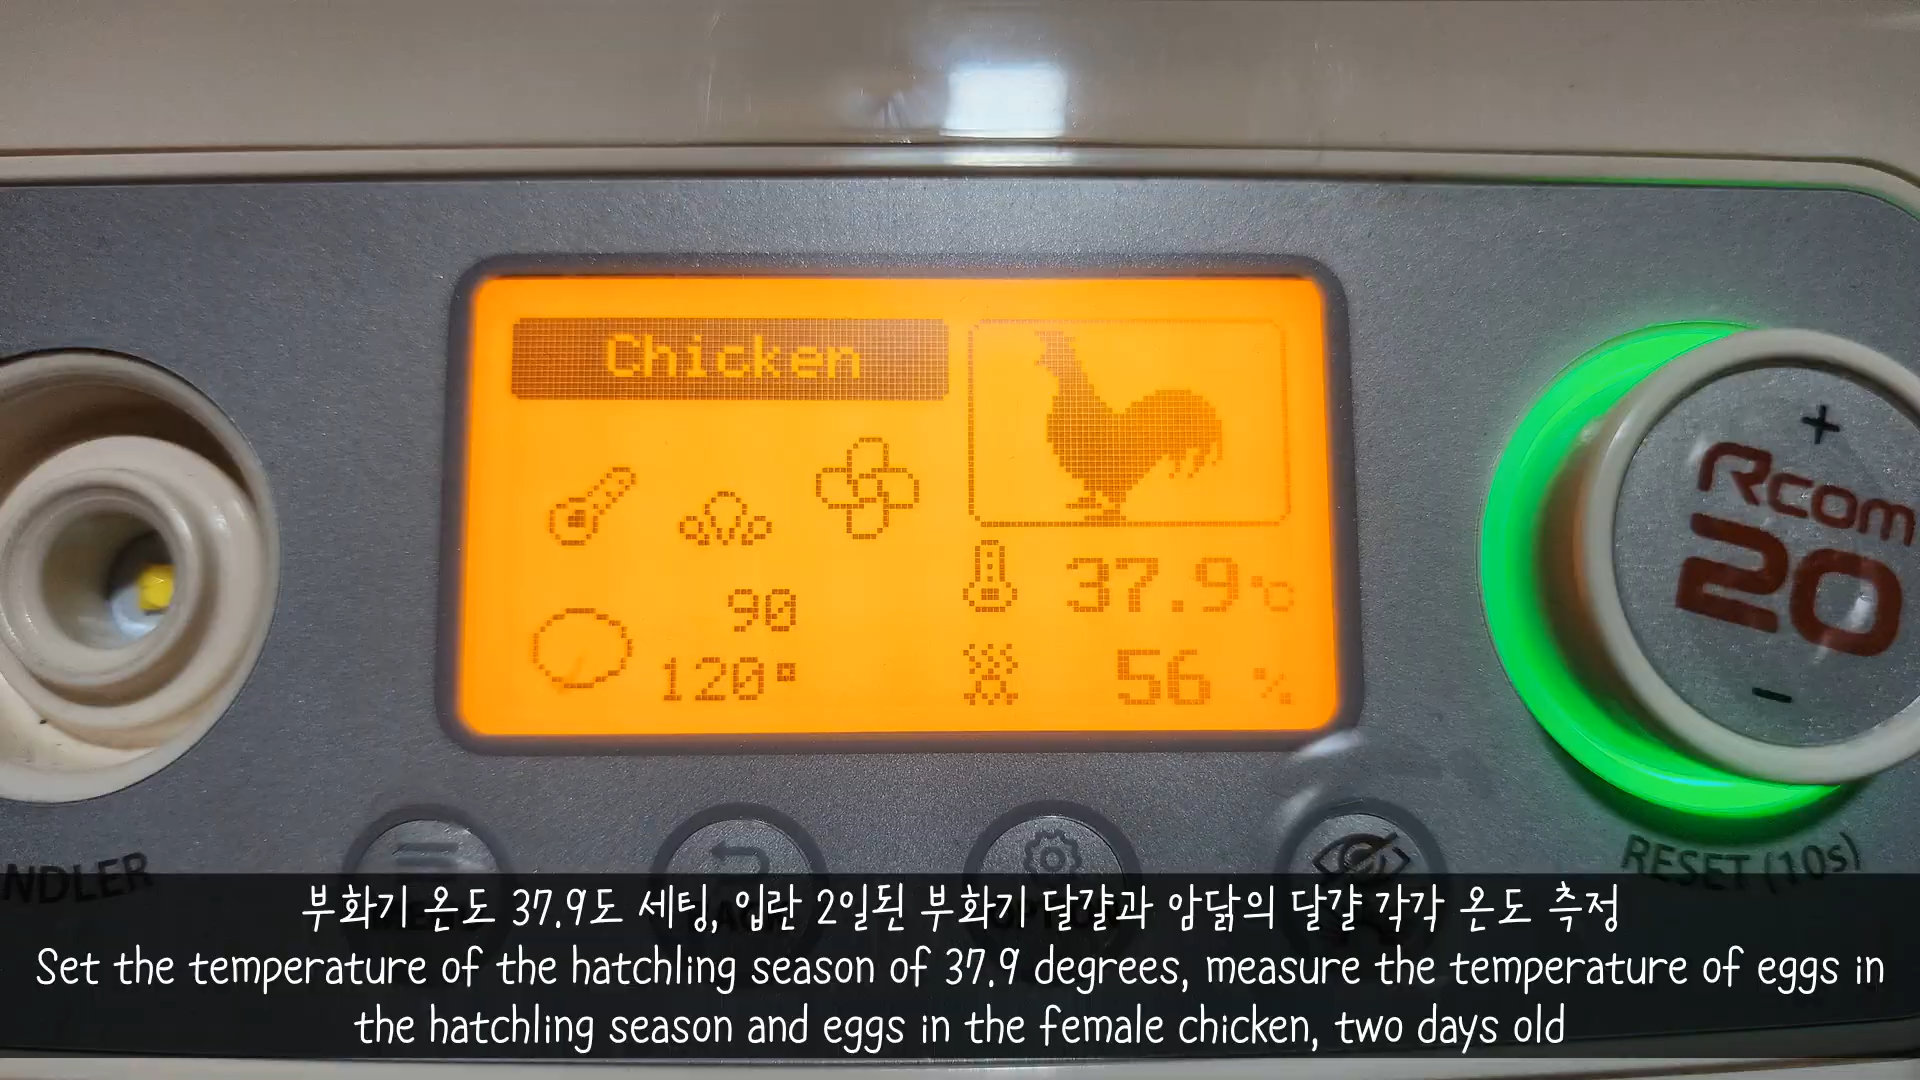 Chicken
90
120°
37.9℃
56 %
+
Rcom
20
-
NDLER
RESET (10s)
부화기 온도 37.9도 세팅, 입란 2일된 부화기 달걀과 암닭의 달걀 각각 온도 측정
Set the temperature of the hatchling season of 37.9 degrees, measure the temperature of eggs in
the hatchling season and eggs in the female chicken, two days old